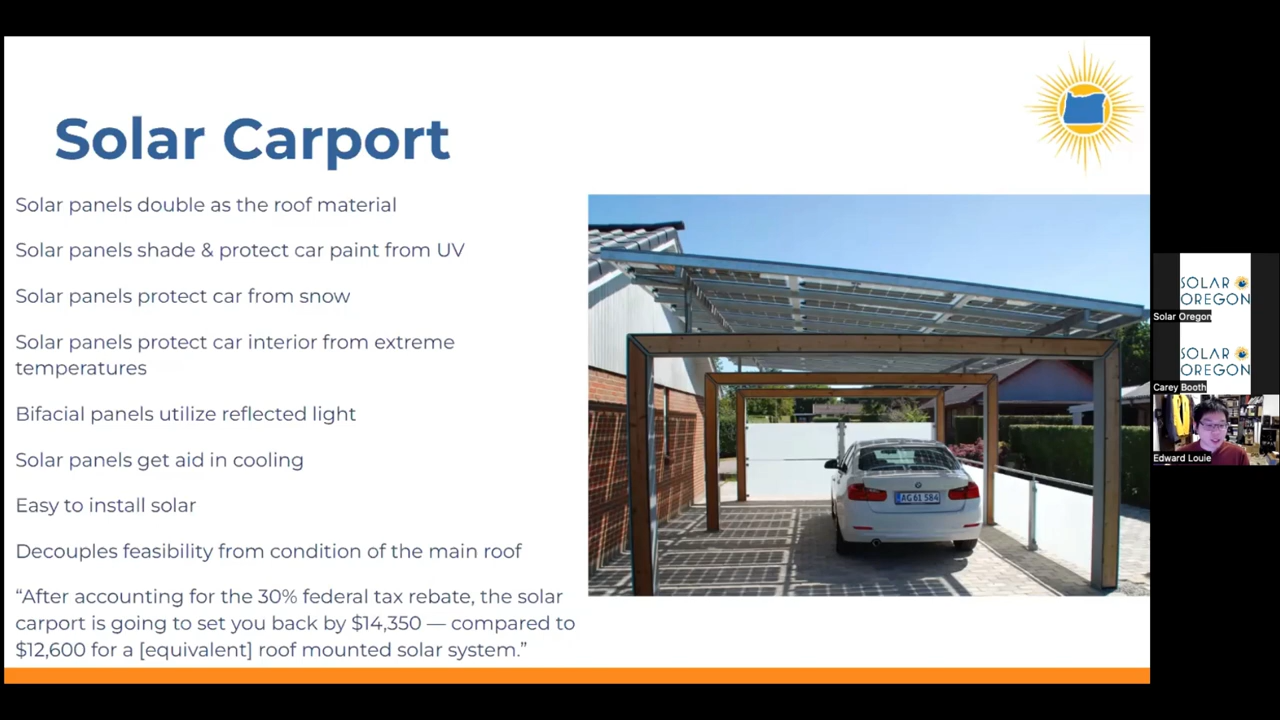 Solar Carport
Solar panels double as the roof material
Solar panels shade & protect car paint from UV
Solar panels protect car from snow
Solar panels protect car interior from extreme
temperatures
Bifacial panels utilize reflected light
Solar panels get aid in cooling
Easy to install solar
Decouples feasibility from condition of the main roof
“After accounting for the 30% federal tax rebate, the solar
carport is going to set you back by $14,350 — compared to
$12,600 for a [equivalent] roof mounted solar system.”
AG 61 584
SOLAR
OREGON
Solar Oregon
SOLAR
OREGON
Carey Booth
Edward Louie